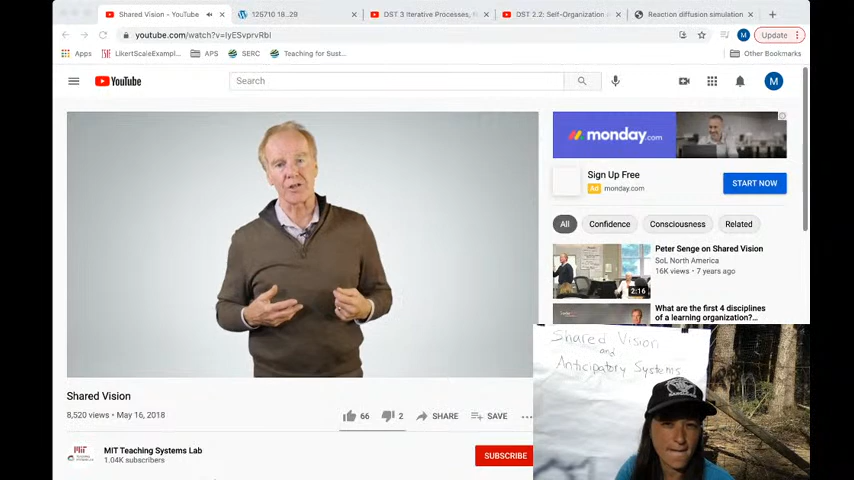 Shared Vision - YouTube
125710 18...29
DST 3 Iterative Processes, F
DST 2.2: Self-Organization a
Reaction diffusion simulation
youtube.com/watch?v=IyESvprvRbI
M
Update
Apps
LikertScaleExampl...
APS
SERC
Teaching for Sust...
Other Bookmarks
YouTube
Search
M
monday.com
Sign Up Free
Ad monday.com
START NOW
All
Confidence
Consciousness
Related
Peter Senge on Shared Vision
SoL North America
16K views • 7 years ago
2:16
What are the first 4 disciplines
of a learning organization?...
Shared Vision
and
Anticipatory Systems
Shared Vision
8,520 views • May 16, 2018
66
2
SHARE
SAVE
MIT Teaching Systems Lab
1.04K subscribers
SUBSCRIBE